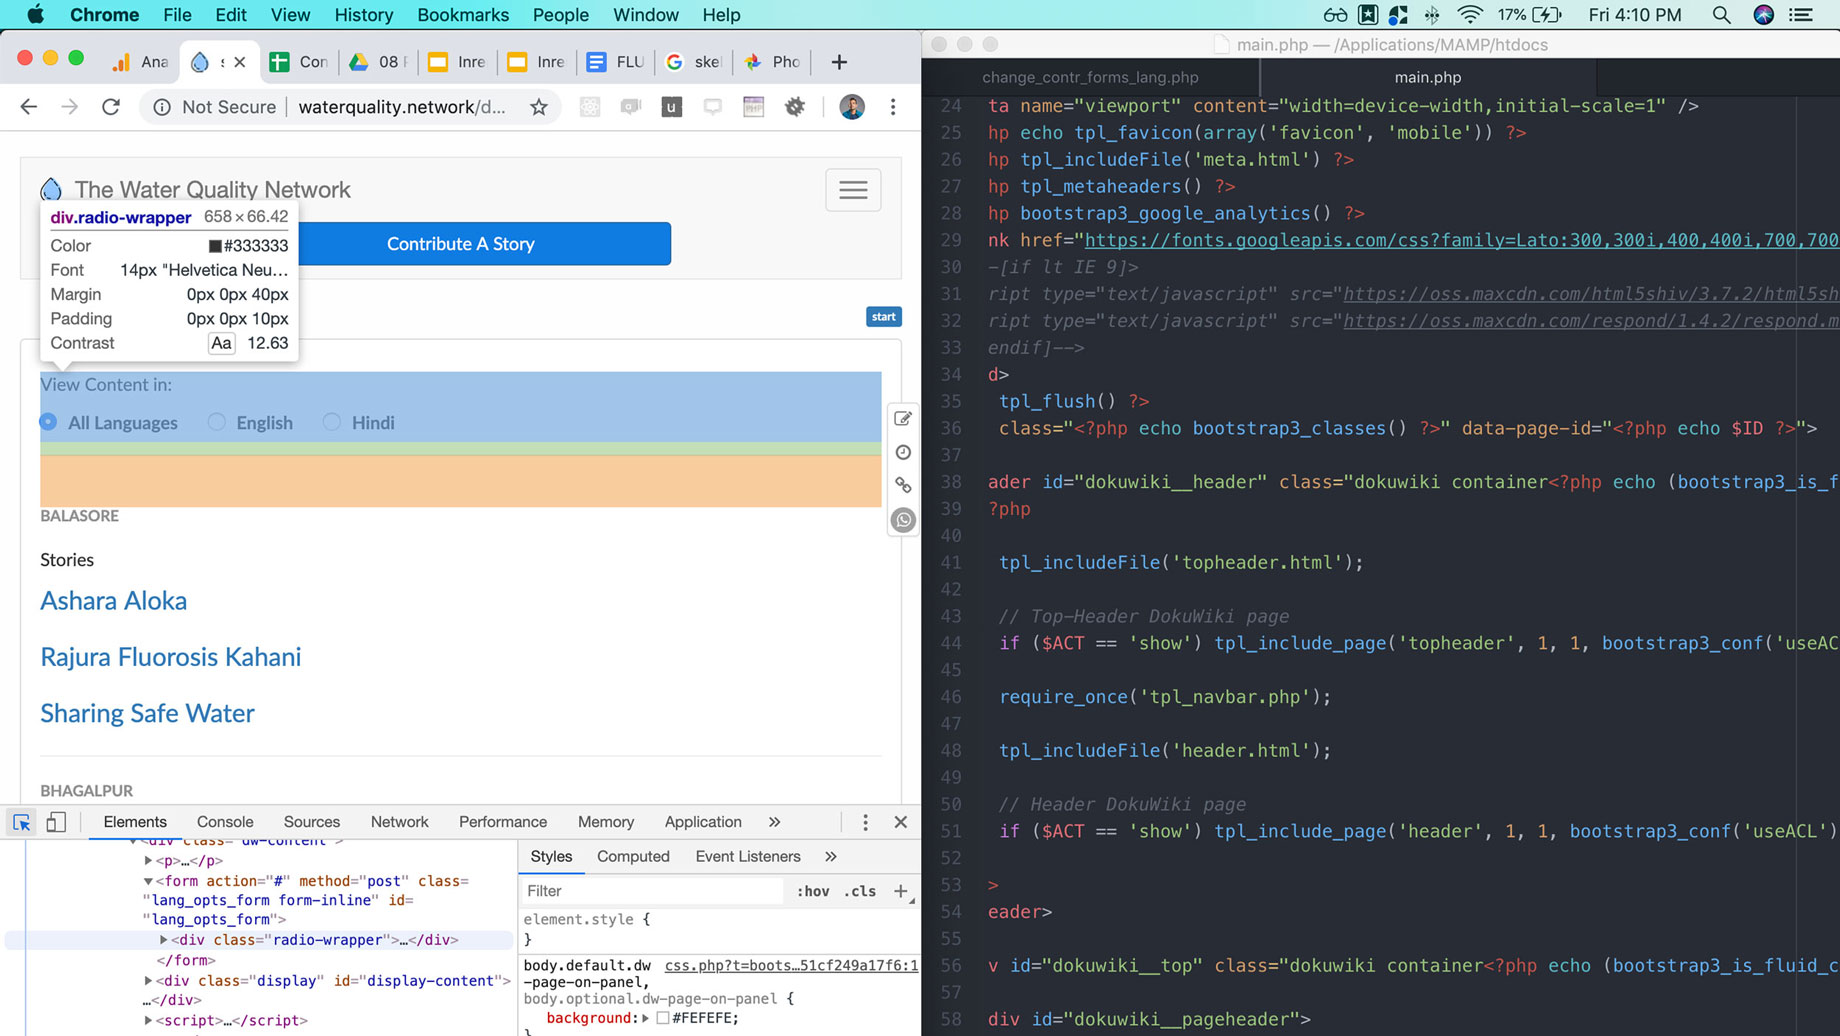 Chrome File Edit View History Bookmarks People Window Help
17% Fri 4:10 PM
Ana s Con 08 F Inre Inre FLU skel Pho
Not Secure waterquality.network/d...
The Water Quality Network
Contribute A Story
div.radio-wrapper 658 × 66.42
Color #333333
Font 14px "Helvetica Neu…
Margin 0px 0px 40px
Padding 0px 0px 10px
Contrast Aa 12.63
start
View Content in:
All Languages English Hindi
BALASORE
Stories
Ashara Aloka
Rajura Fluorosis Kahani
Sharing Safe Water
BHAGALPUR
Elements Console Sources Network Performance Memory Application »
<div class="dw-content">
<p>…</p>
<form action="#" method="post" class=
"lang_opts_form form-inline" id=
"lang_opts_form">
<div class="radio-wrapper">…</div>
</form>
<div class="display" id="display-content">
…</div>
<script>…</script>
Styles Computed Event Listeners »
Filter :hov .cls +
element.style {
}
body.default.dw css.php?t=boots…51cf249a17f6:1
-page-on-panel,
body.optional.dw-page-on-panel {
background: #FEFEFE;
}
main.php — /Applications/MAMP/htdocs
change_contr_forms_lang.php main.php
24 ta name="viewport" content="width=device-width,initial-scale=1" />
25 hp echo tpl_favicon(array('favicon', 'mobile')) ?>
26 hp tpl_includeFile('meta.html') ?>
27 hp tpl_metaheaders() ?>
28 hp bootstrap3_google_analytics() ?>
29 nk href="https://fonts.googleapis.com/css?family=Lato:300,300i,400,400i,700,700
30 -[if lt IE 9]>
31 ript type="text/javascript" src="https://oss.maxcdn.com/html5shiv/3.7.2/html5sh
32 ript type="text/javascript" src="https://oss.maxcdn.com/respond/1.4.2/respond.m
33 endif]-->
34 d>
35 tpl_flush() ?>
36 class="<?php echo bootstrap3_classes() ?>" data-page-id="<?php echo $ID ?>">
37
38 ader id="dokuwiki__header" class="dokuwiki container<?php echo (bootstrap3_is_f
39 ?php
40
41 tpl_includeFile('topheader.html');
42
43 // Top-Header DokuWiki page
44 if ($ACT == 'show') tpl_include_page('topheader', 1, 1, bootstrap3_conf('useAC
45
46 require_once('tpl_navbar.php');
47
48 tpl_includeFile('header.html');
49
50 // Header DokuWiki page
51 if ($ACT == 'show') tpl_include_page('header', 1, 1, bootstrap3_conf('useACL')
52
53 >
54 eader>
55
56 v id="dokuwiki__top" class="dokuwiki container<?php echo (bootstrap3_is_fluid_c
57
58 div id="dokuwiki__pageheader">